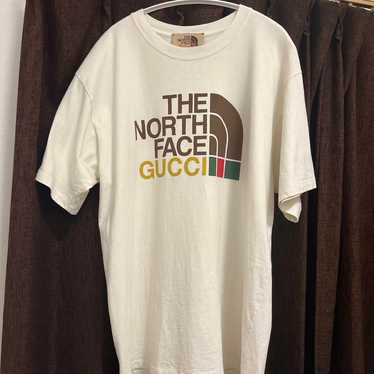 THE
NORTH
FACE
GUCCI